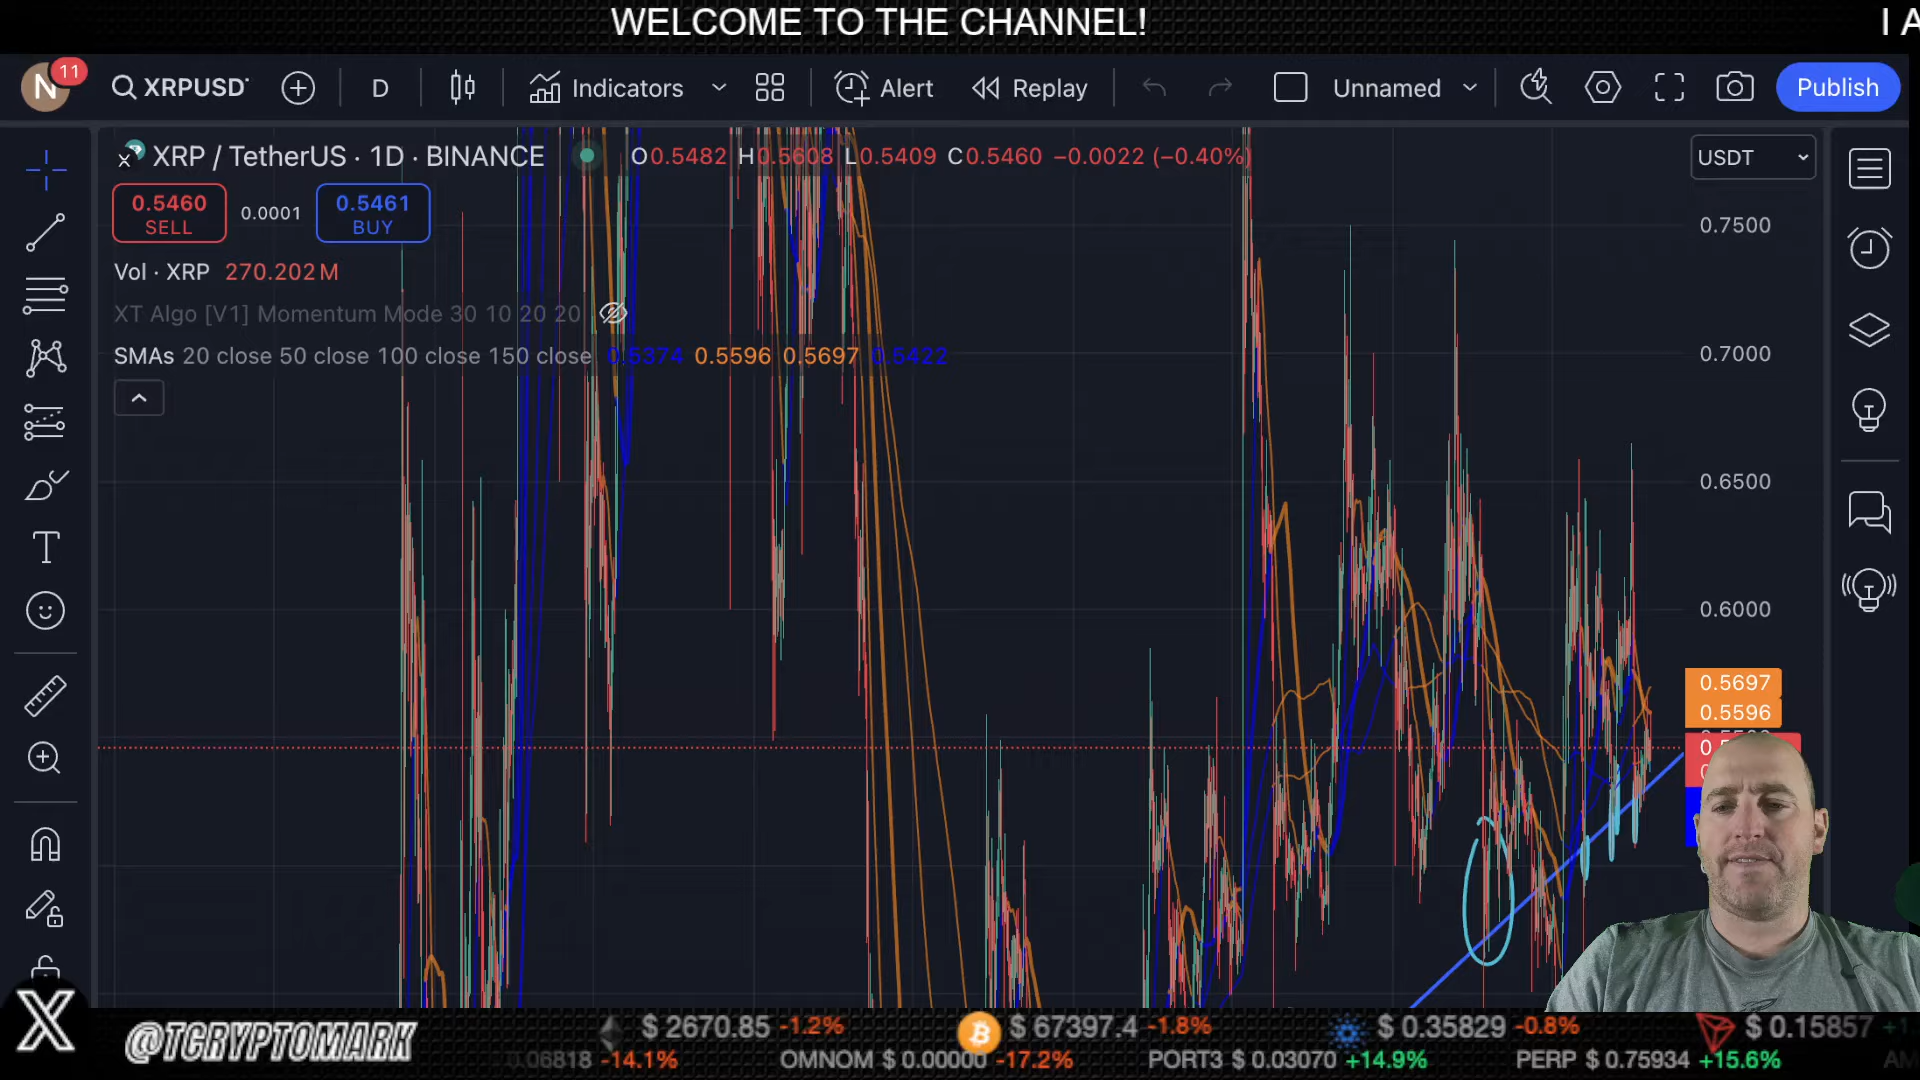 WELCOME TO THE CHANNEL!
I A
N 11 XRPUSD D Indicators Alert Replay Unnamed Publish
XRP / TetherUS · 1D · BINANCE O0.5482 H0.5608 L0.5409 C0.5460 −0.0022 (−0.40%)
USDT
0.5460 SELL 0.0001 0.5461 BUY
Vol · XRP 270.202 M
XT Algo [V1] Momentum Mode 30 10 20 20
SMAs 20 close 50 close 100 close 150 close 0.5374 0.5596 0.5697 0.5422
0.7500
0.7000
0.6500
0.6000
0.5697
0.5596
X @TCRYPTOMARK
$ 2670.85 -1.2% $ 67397.4 -1.8% $ 0.35829 -0.8% $ 0.15857
0.06818 -14.1% OMNOM $ 0.00000 -17.2% PORT3 $ 0.03070 +14.9% PERP $ 0.75934 +15.6%